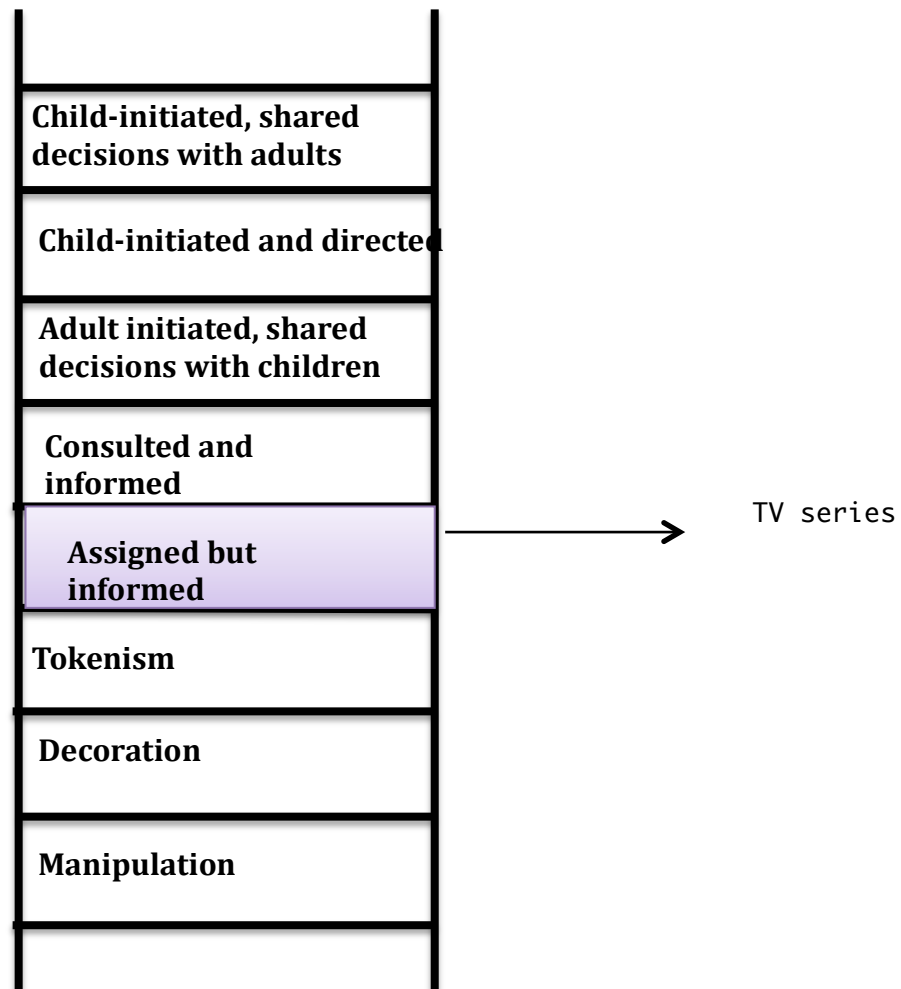 Child-initiated, shared
decisions with adults
Child-initiated and directed
Adult initiated, shared
decisions with children
Consulted and
informed
TV series
Assigned but
informed
Tokenism
Decoration
Manipulation